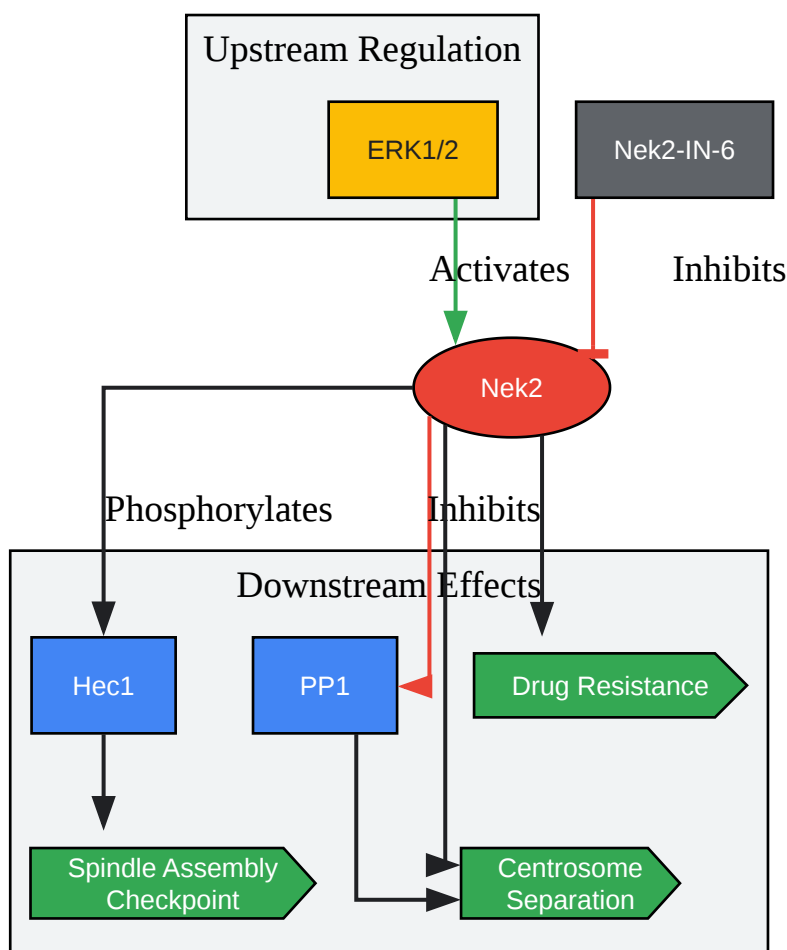 Upstream Regulation
ERK1/2
Nek2-IN-6
Activates
Inhibits
Nek2
Phosphorylates
Inhibits
Downstream Effects
Hec1
PP1
Drug Resistance
Spindle Assembly
Checkpoint
Centrosome
Separation